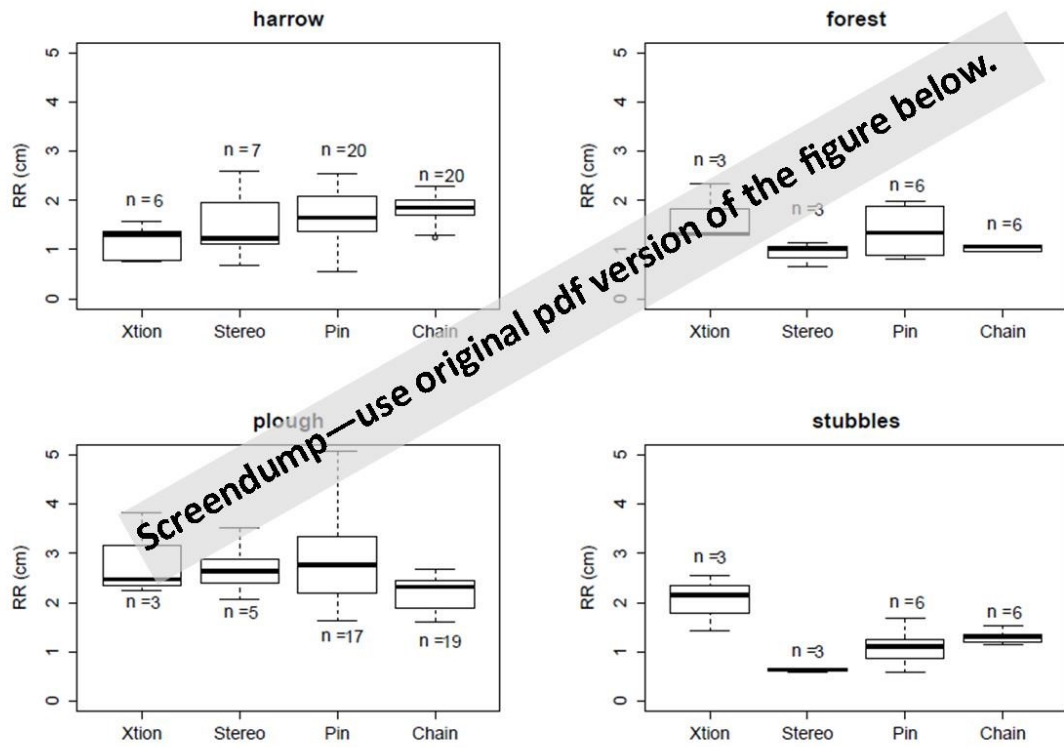 harrow
RR (cm)
5
4
3
2
1
0
n =6
n =7
n =20
n =20
Xtion
Stereo
Pin
Chain
forest
RR (cm)
5
4
3
2
1
0
n =3
n =3
n =6
n =6
Xtion
Stereo
Pin
Chain
Screendump—use original pdf version of the figure below.
plough
RR (cm)
5
4
3
2
1
0
n =3
n =5
n =17
n =19
Xtion
Stereo
Pin
Chain
stubbles
RR (cm)
5
4
3
2
1
0
n =3
n =3
n =6
n =6
Xtion
Stereo
Pin
Chain